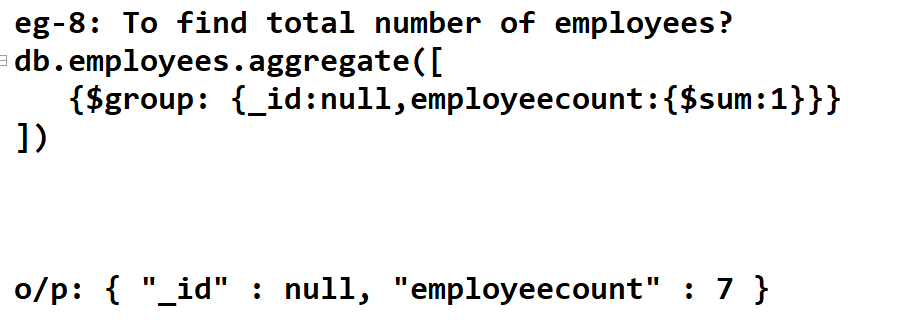 eg-8: To find total number of employees?
db.employees.aggregate([
   {$group: {_id:null,employeecount:{$sum:1}}}
])
o/p: { "_id" : null, "employeecount" : 7 }